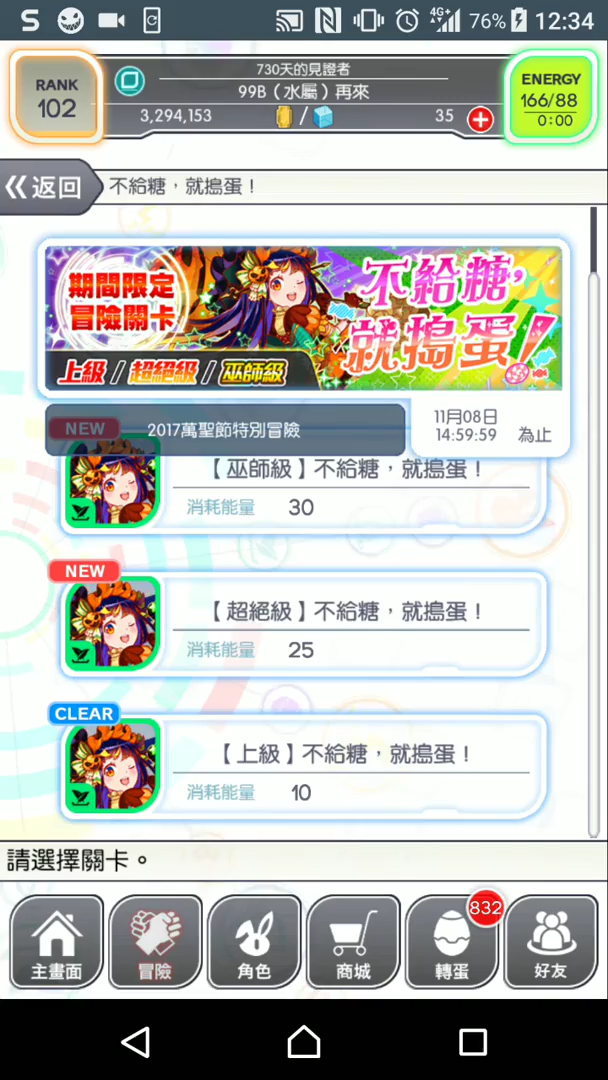 S
4G+
76%
12:34
RANK
102
730天的見證者
99B（水屬）再來
3,294,153
/
35
ENERGY
166/88
0:00
返回
不給糖，就搗蛋！
期間限定
冒險關卡
不給糖，
就搗蛋！
上級 / 超絕級 / 巫師級
2017萬聖節特別冒險
11月08日
14:59:59 為止
NEW
【巫師級】不給糖，就搗蛋！
消耗能量 30
NEW
【超絕級】不給糖，就搗蛋！
消耗能量 25
CLEAR
【上級】不給糖，就搗蛋！
消耗能量 10
請選擇關卡。
832
主畫面 冒險 角色 商城 轉蛋 好友